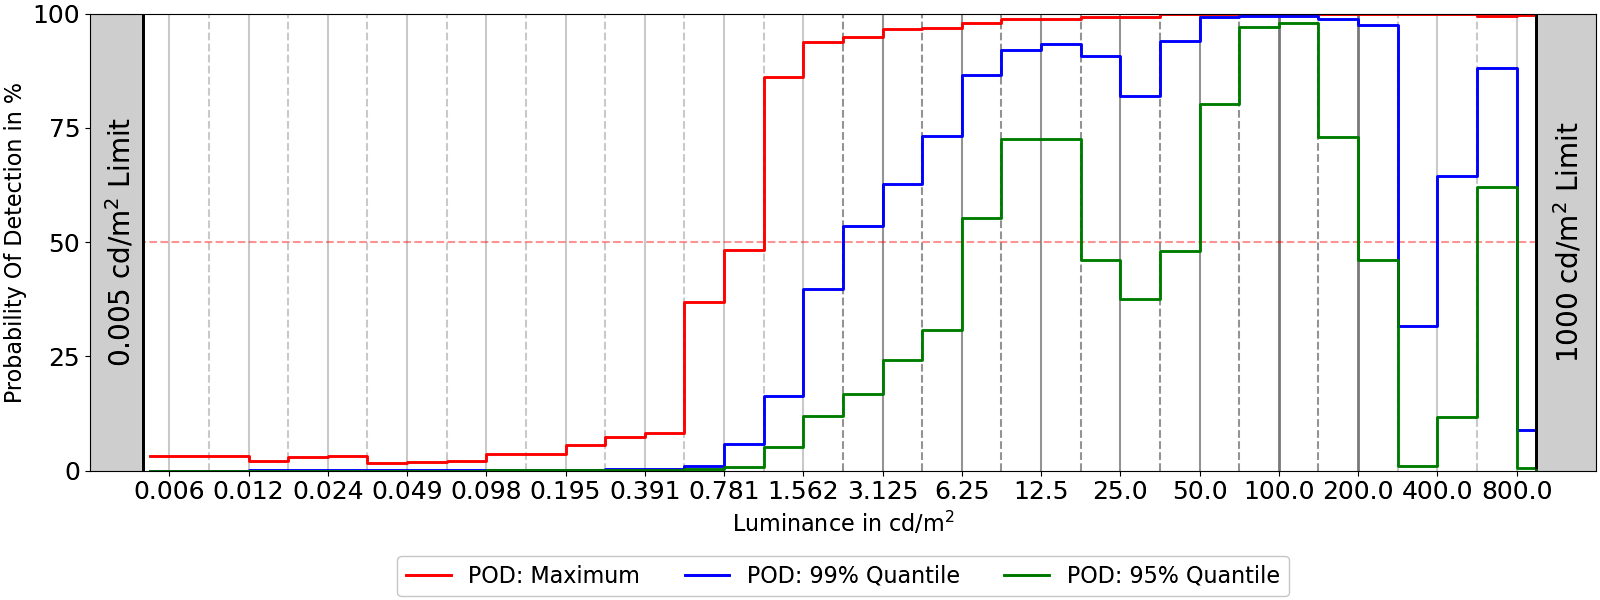 100
75
50
25
0
Probability Of Detection in %
0.005 cd/m² Limit
1000 cd/m² Limit
0.006 0.012 0.024 0.049 0.098 0.195 0.391 0.781 1.562 3.125 6.25 12.5 25.0 50.0 100.0 200.0 400.0 800.0
Luminance in cd/m²
POD: Maximum POD: 99% Quantile POD: 95% Quantile